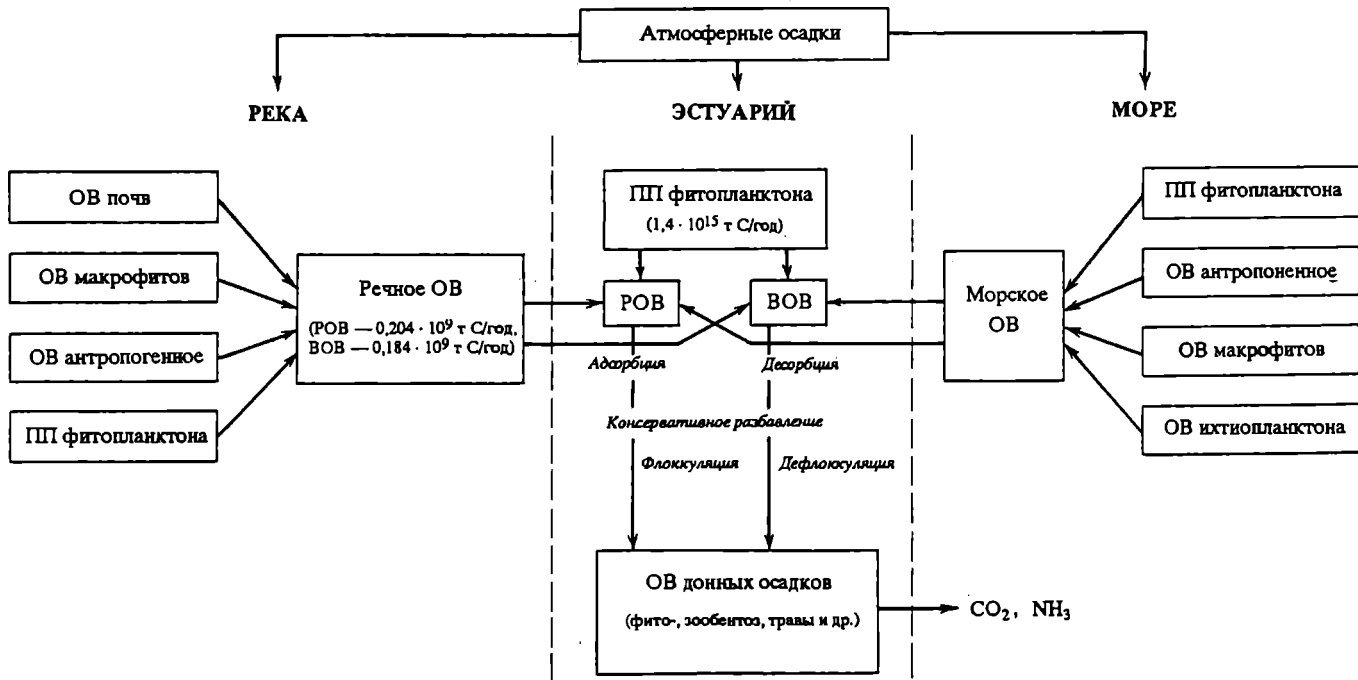 Атмосферные осадки
РЕКА
ЭСТУАРИЙ
МОРЕ
ОВ почв
ОВ макрофитов
ОВ антропогенное
ПП фитопланктона
Речное ОВ
(РОВ — 0,204 · 10⁹ т С/год,
ВОВ — 0,184 · 10⁹ т С/год)
ПП фитопланктона
(1,4 · 10¹⁵ т С/год)
РОВ
ВОВ
Адсорбция
Десорбция
Консервативное разбавление
Флоккуляция
Дефлоккуляция
ОВ донных осадков
(фито-, зообентоз, травы и др.)
CO₂, NH₃
Морское
ОВ
ПП фитопланктона
ОВ антропоненное
ОВ макрофитов
ОВ ихтиопланктона